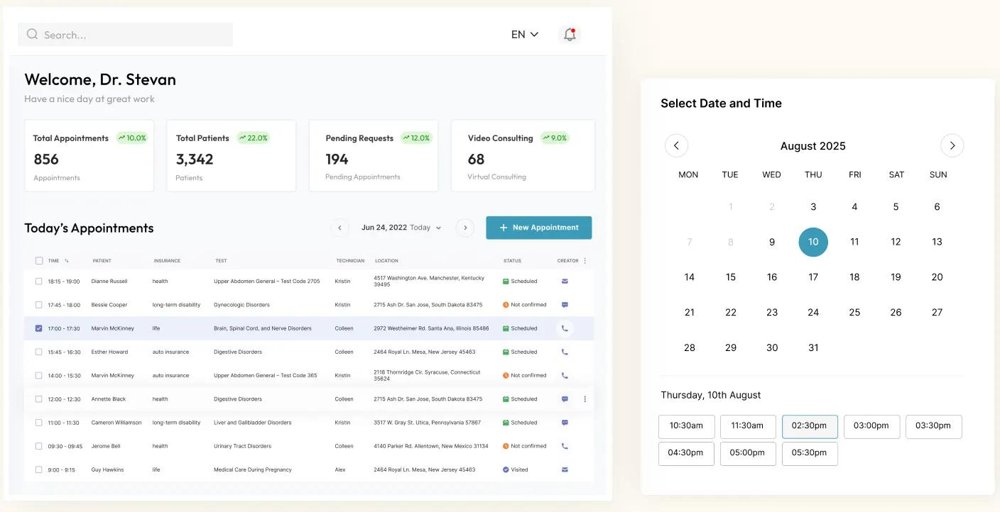 Search...
EN
Welcome, Dr. Stevan
Have a nice day at great work
Total Appointments 10.0%
856
Appointments
Total Patients 22.0%
3,342
Patients
Pending Requests 12.0%
194
Pending Appointments
Video Consulting 9.0%
68
Virtual Consulting
Today's Appointments
Jun 24, 2022 Today
+ New Appointment
TIME PATIENT INSURANCE TEST TECHNICIAN LOCATION STATUS CREATOR
18:15 - 19:00 Dianne Russell health Upper Abdomen General – Test Code 2705 Kristin 4517 Washington Ave. Manchester, Kentucky 39495 Scheduled
17:45 - 18:00 Bessie Cooper long-term disability Gynecologic Disorders Kristin 2715 Ash Dr. San Jose, South Dakota 83475 Not confirmed
17:00 - 17:30 Marvin McKinney life Brain, Spinal Cord, and Nerve Disorders Colleen 2972 Westheimer Rd. Santa Ana, Illinois 85486 Scheduled
15:45 - 16:30 Esther Howard auto insurance Digestive Disorders Colleen 2464 Royal Ln. Mesa, New Jersey 45463 Scheduled
14:00 - 15:30 Marvin McKinney auto insurance Upper Abdomen General – Test Code 365 Kristin 2118 Thornridge Cir. Syracuse, Connecticut 35624 Not confirmed
12:00 - 12:30 Annette Black health Digestive Disorders Colleen 2715 Ash Dr. San Jose, South Dakota 83475 Scheduled
11:00 - 11:30 Cameron Williamson long-term disability Liver and Gallbladder Disorders Kristin 3517 W. Gray St. Utica, Pennsylvania 57867 Scheduled
09:30 - 09:45 Jerome Bell health Urinary Tract Disorders Colleen 4140 Parker Rd. Allentown, New Mexico 31134 Not confirmed
9:00 - 9:15 Guy Hawkins life Medical Care During Pregnancy Alex 2464 Royal Ln. Mesa, New Jersey 45463 Visited
Select Date and Time
August 2025
MON TUE WED THU FRI SAT SUN
1 2 3 4 5 6
7 8 9 10 11 12 13
14 15 16 17 18 19 20
21 22 23 24 25 26 27
28 29 30 31
Thursday, 10th August
10:30am 11:30am 02:30pm 03:00pm 03:30pm
04:30pm 05:00pm 05:30pm